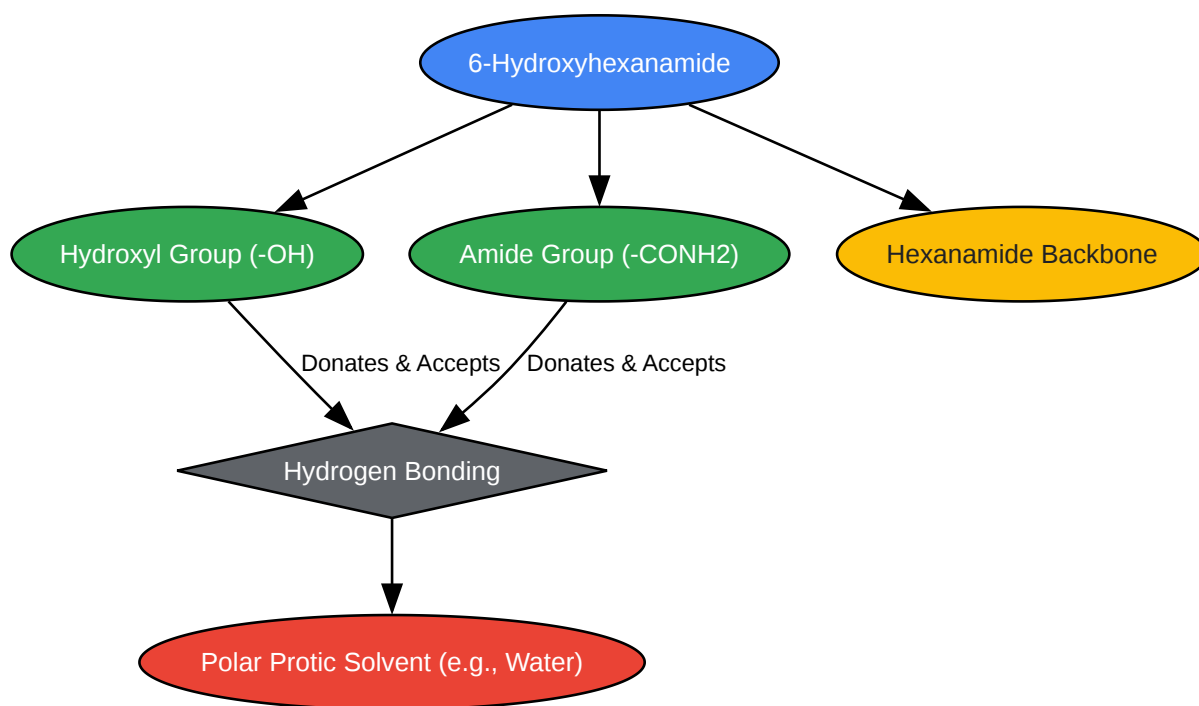 6-Hydroxyhexanamide
Hydroxyl Group (-OH)
Amide Group (-CONH2)
Hexanamide Backbone
Donates & Accepts
Donates & Accepts
Hydrogen Bonding
Polar Protic Solvent (e.g., Water)